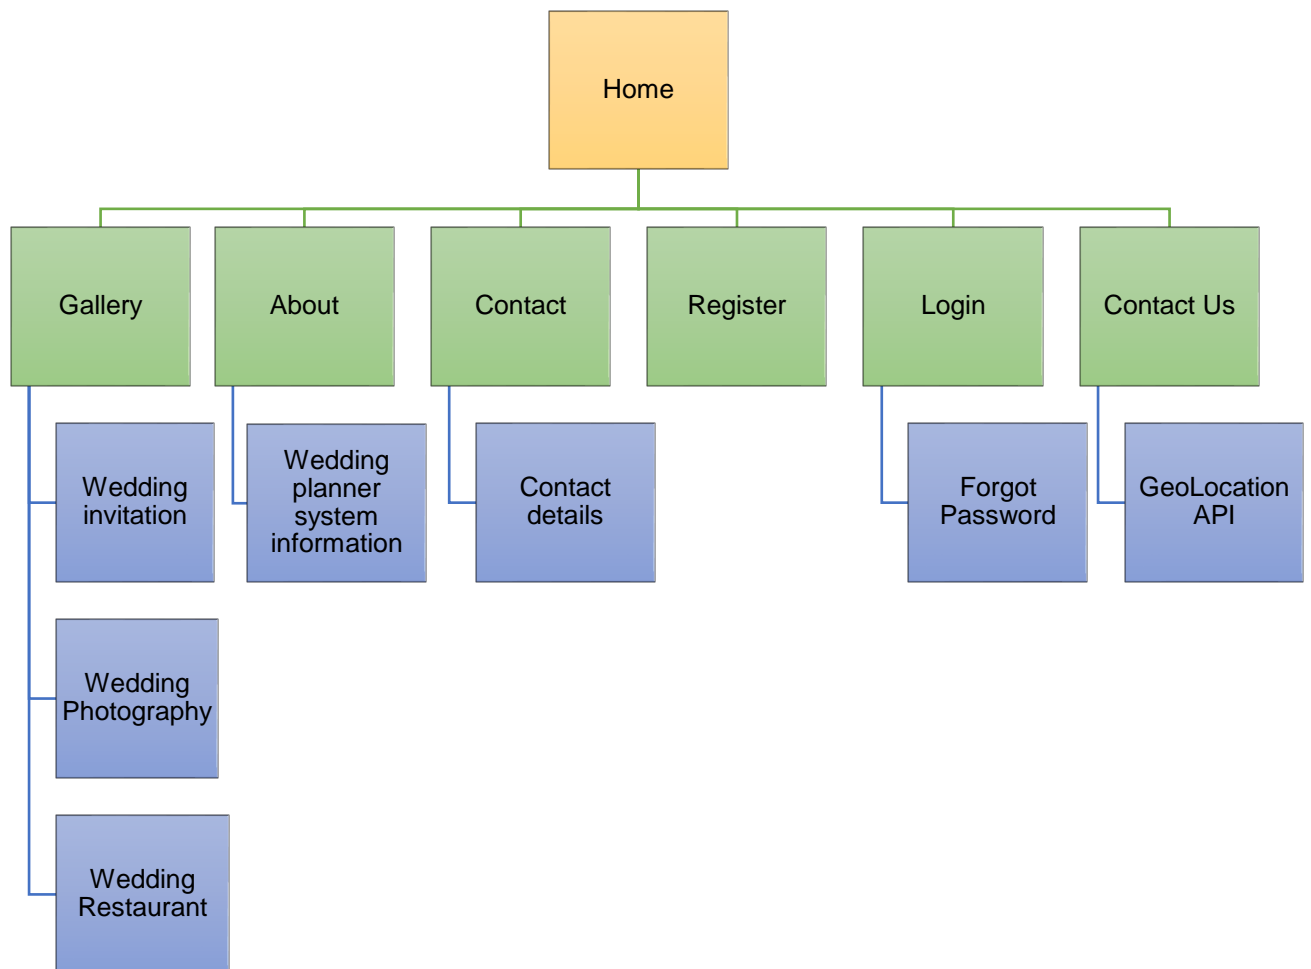 Home
Gallery
About
Contact
Register
Login
Contact Us
Wedding
invitation
Wedding
planner
system
information
Contact
details
Forgot
Password
GeoLocation
API
Wedding
Photography
Wedding
Restaurant